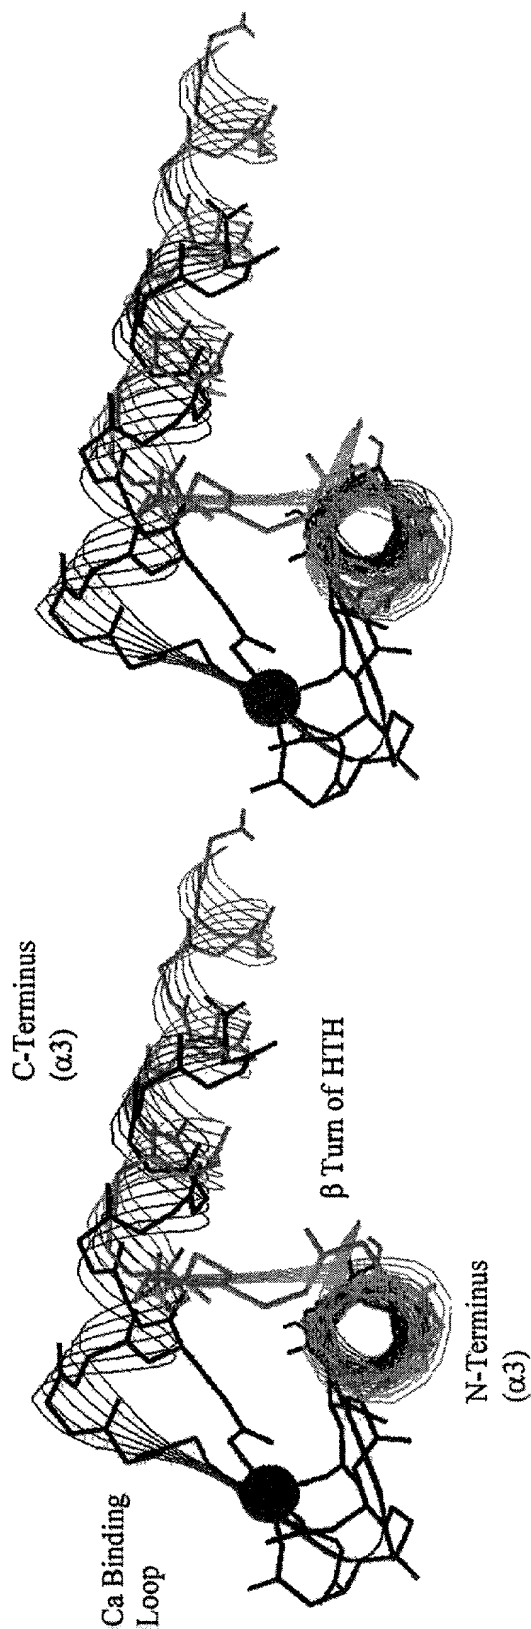 C-Terminus
(α3)
β Turn of HTH
Ca Binding
Loop
N-Terminus
(α3)